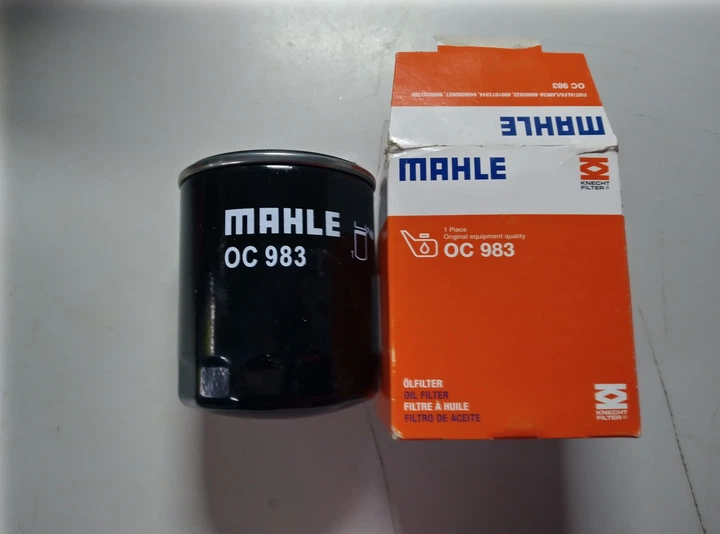 MAHLE
OC 983
1
OC 983
MAHLE
MAHLE
KNECHT
FILTER®
1 Piece
Original equipment quality
OC 983
ÖLFILTER
OIL FILTER
FILTRE À HUILE
FILTRO DE ACEITE
KNECHT
FILTER®